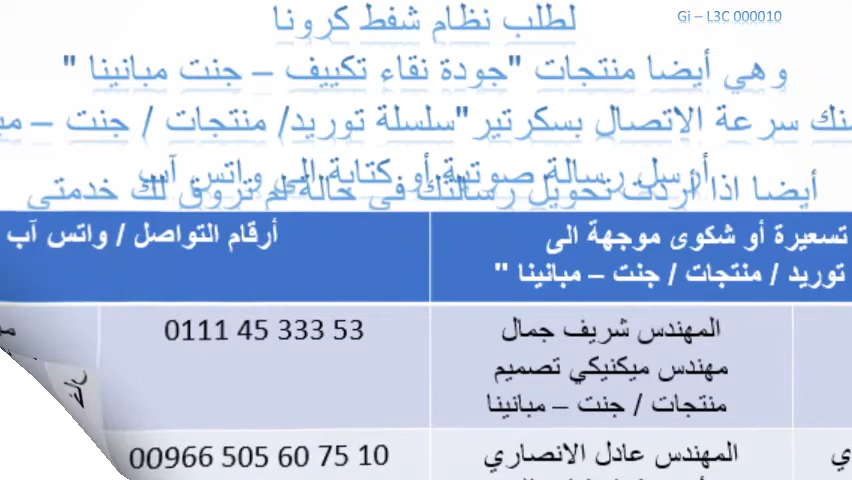 Gi – L3C 000010
لطلب نظام شفط كرونا
وهي أيضا منتجات "جودة نقاء تكييف – جنت مبانينا "
سرعة الاتصال بسكرتير "سلسلة توريد/ منتجات / جنت –
أرسل رسالة صوتية أو كتابة الى واتس آب
أيضا اذا أردت تحويل رسالتك في حالة لم تروق لك خدمتي
تسعيرة أو شكوى موجهة الى
توريد / منتجات / جنت – مبانينا "
أرقام التواصل / واتس آب
المهندس شريف جمال
مهندس ميكنيكي تصميم
منتجات / جنت – مبانينا
0111 45 333 53
المهندس عادل الانصاري
00966 505 60 75 10